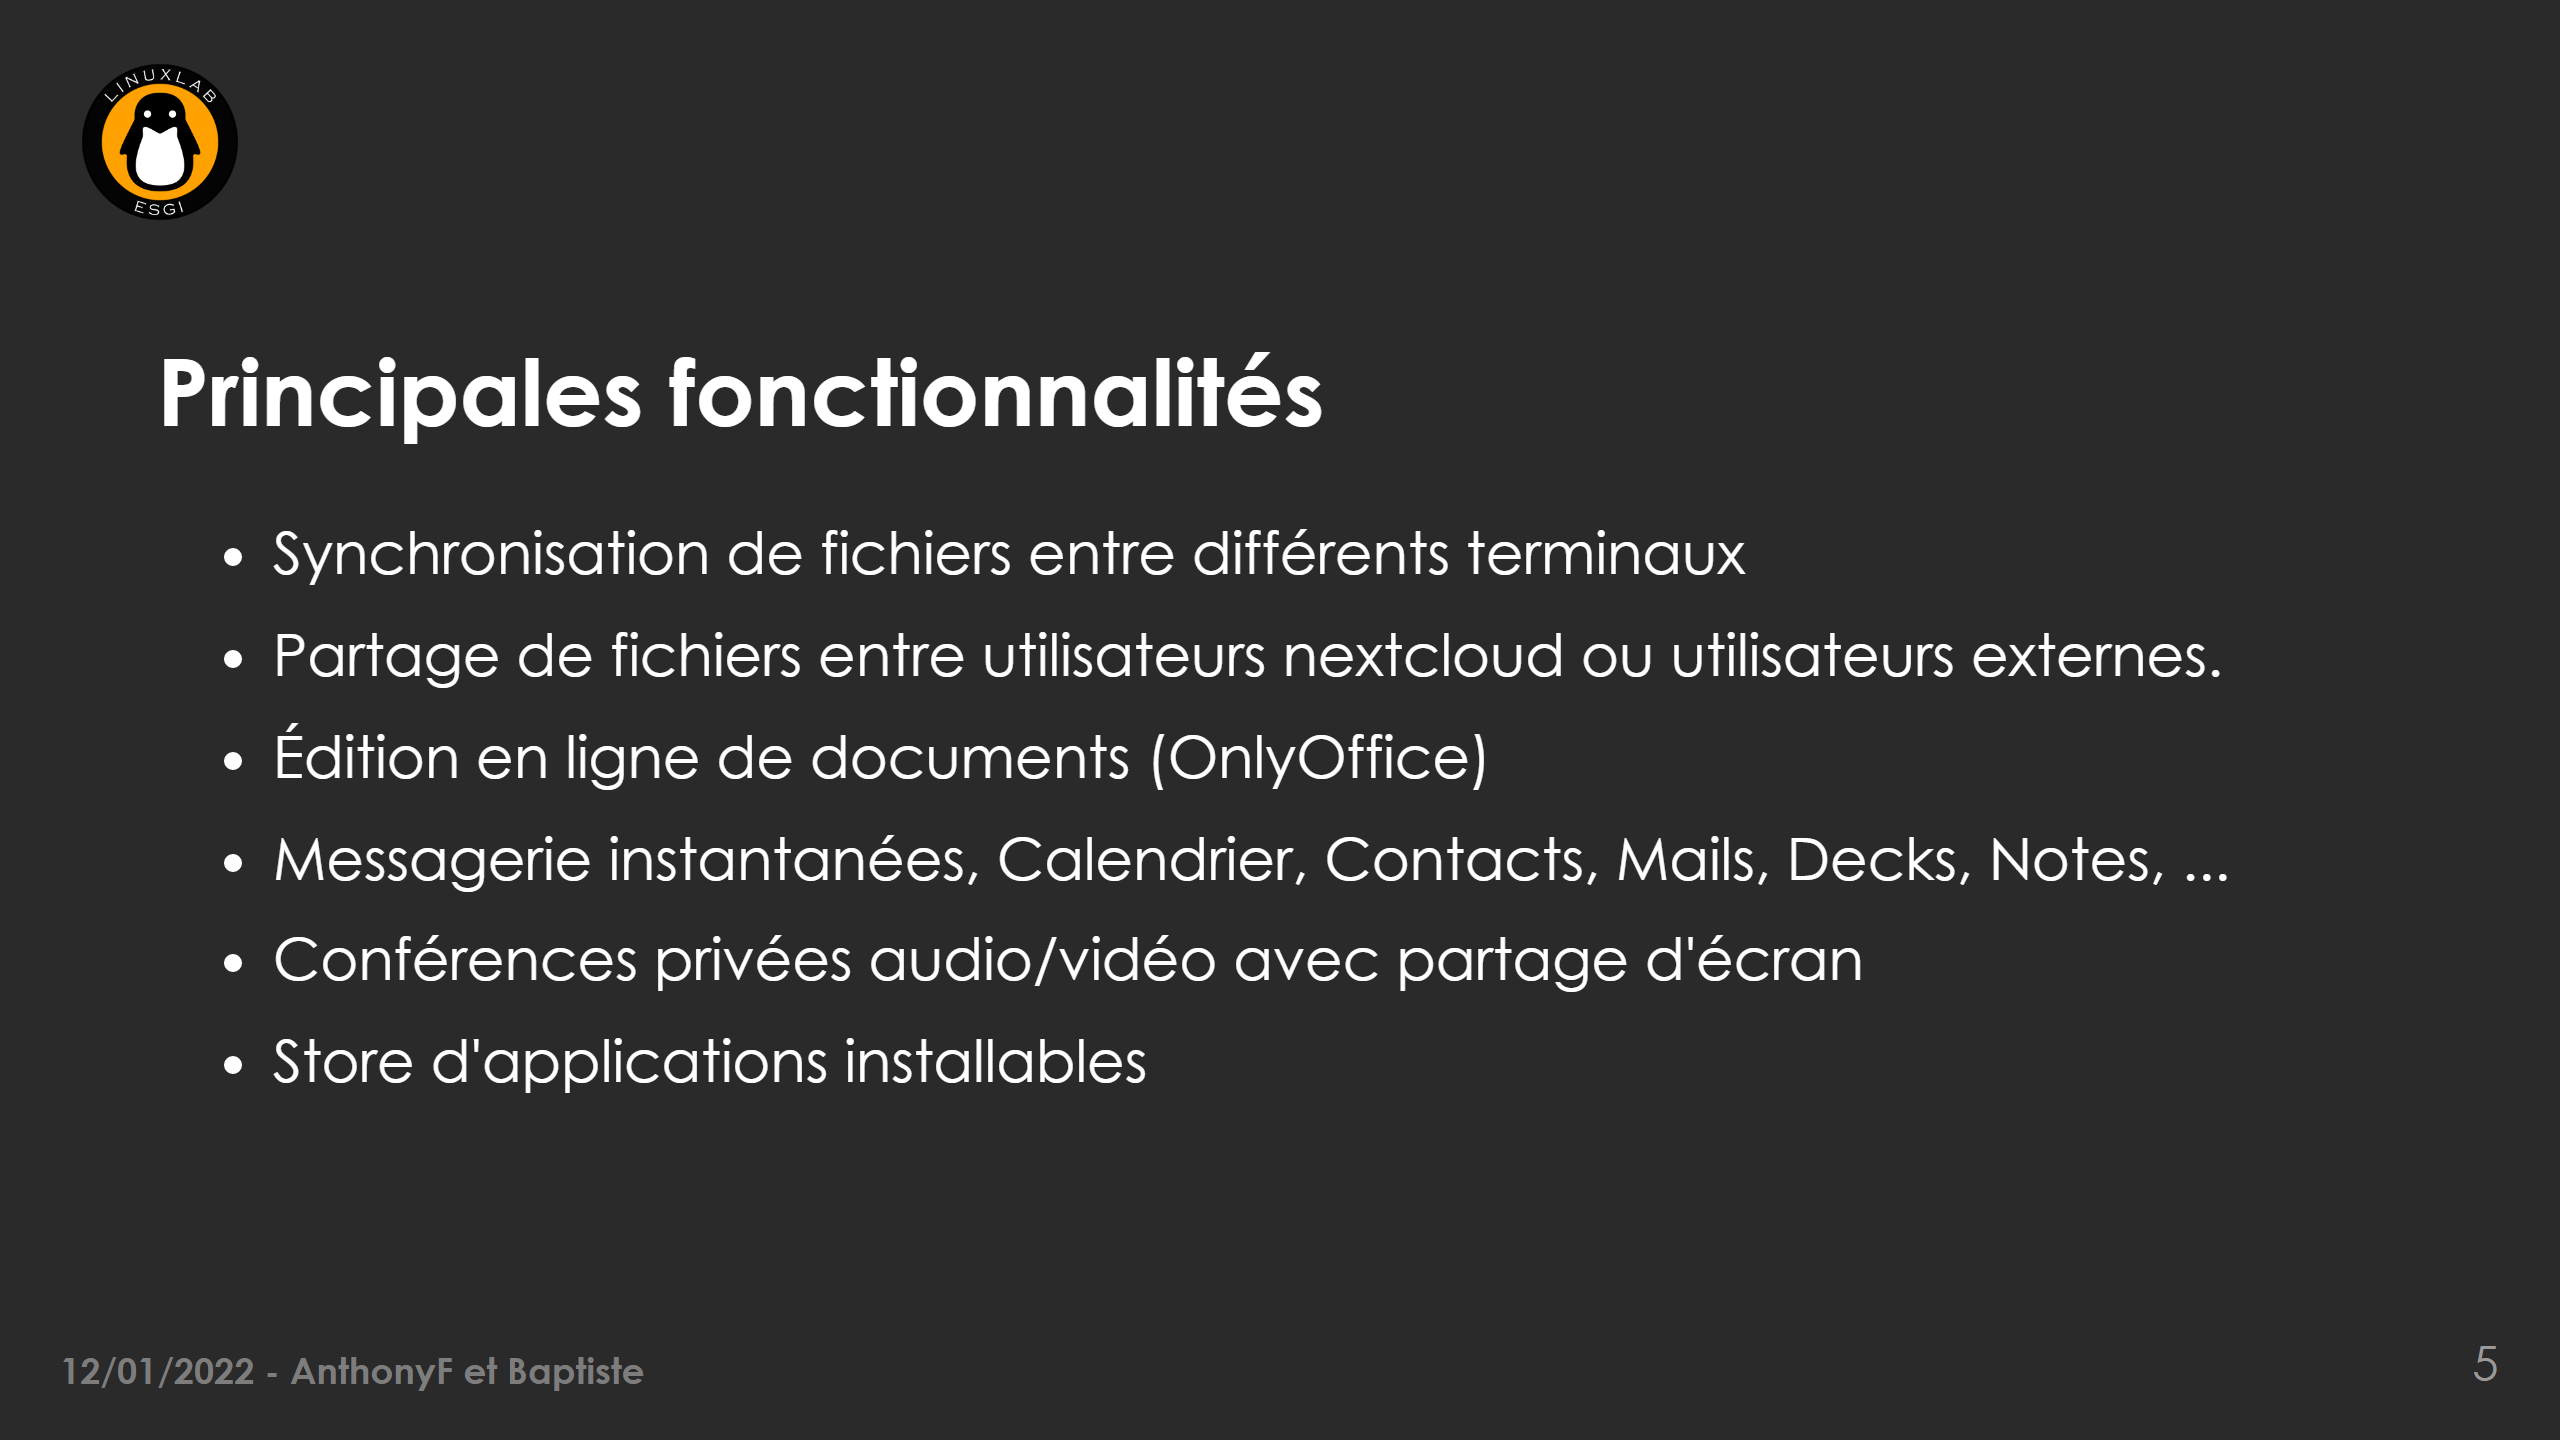 LINUXLAB
ESGI
Principales fonctionnalités
• Synchronisation de fichiers entre différents terminaux
• Partage de fichiers entre utilisateurs nextcloud ou utilisateurs externes.
• Édition en ligne de documents (OnlyOffice)
• Messagerie instantanées, Calendrier, Contacts, Mails, Decks, Notes, ...
• Conférences privées audio/vidéo avec partage d'écran
• Store d'applications installables
12/01/2022 - AnthonyF et Baptiste
5